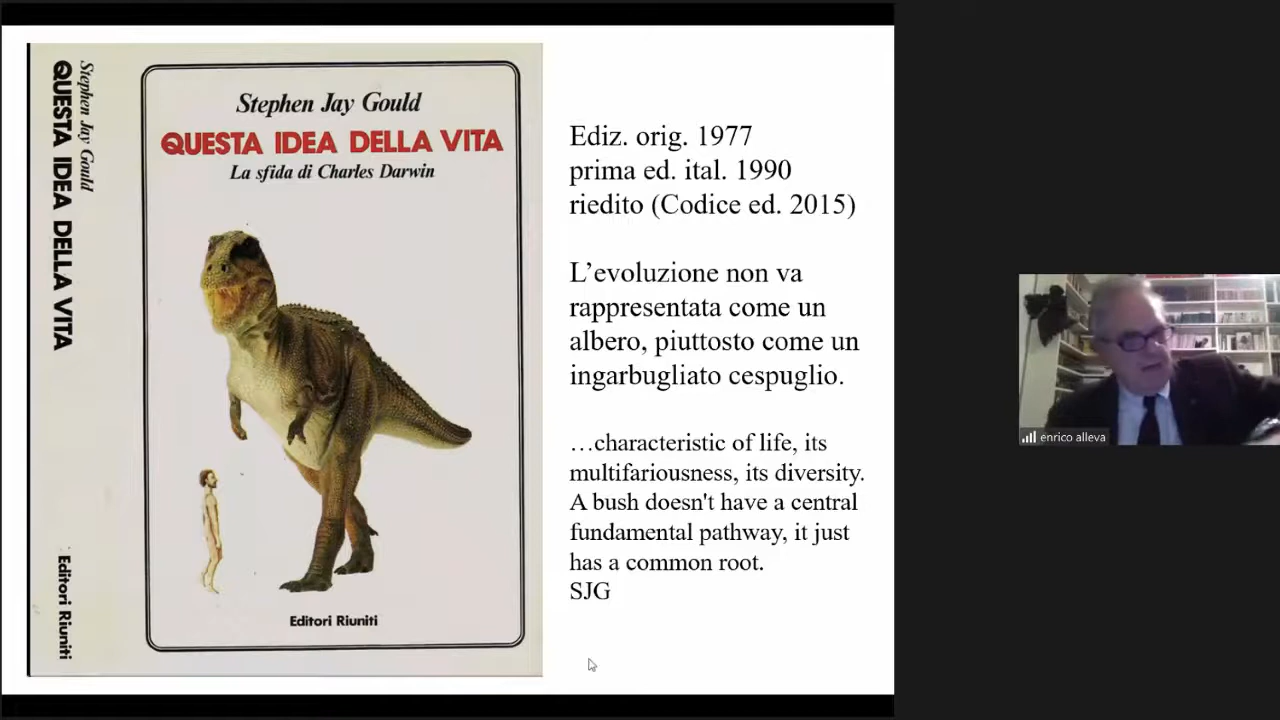 Stephen Jay Gould
QUESTA IDEA DELLA VITA
Editori Riuniti
Stephen Jay Gould
QUESTA IDEA DELLA VITA
La sfida di Charles Darwin
Editori Riuniti
Ediz. orig. 1977
prima ed. ital. 1990
riedito (Codice ed. 2015)
L’evoluzione non va
rappresentata come un
albero, piuttosto come un
ingarbugliato cespuglio.
…characteristic of life, its
multifariousness, its diversity.
A bush doesn't have a central
fundamental pathway, it just
has a common root.
SJG
enrico alleva